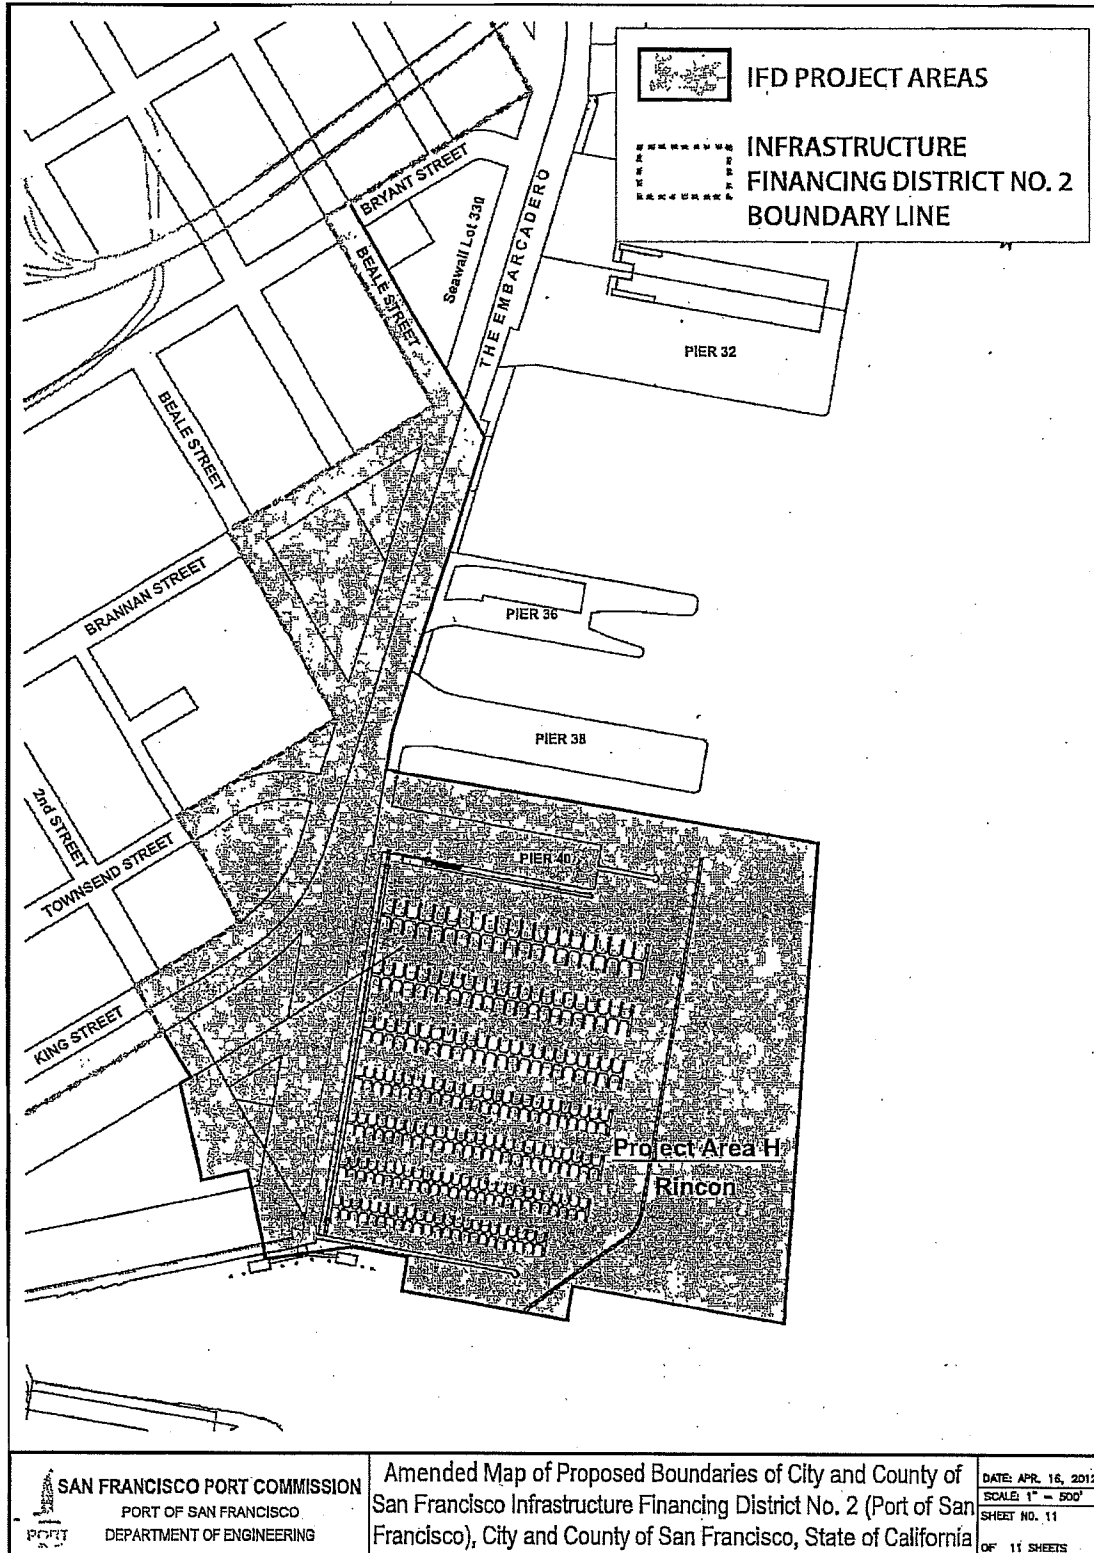 IFD PROJECT AREAS
INFRASTRUCTURE
FINANCING DISTRICT NO. 2
BOUNDARY LINE
BRYANT STREET
BEALE STREET
Seawall Lot 330
THE EMBARCADERO
PIER 32
BEALE STREET
BRANNAN STREET
PIER 36
PIER 38
2nd STREET
TOWNSEND STREET
PIER 40
KING STREET
Project Area H
Rincon
SAN FRANCISCO PORT COMMISSION
PORT OF SAN FRANCISCO
DEPARTMENT OF ENGINEERING
PORT
Amended Map of Proposed Boundaries of City and County of
San Francisco Infrastructure Financing District No. 2 (Port of San
Francisco), City and County of San Francisco, State of California
DATE: APR. 16, 2012
SCALE: 1" = 500'
SHEET NO. 11
OF 11 SHEETS